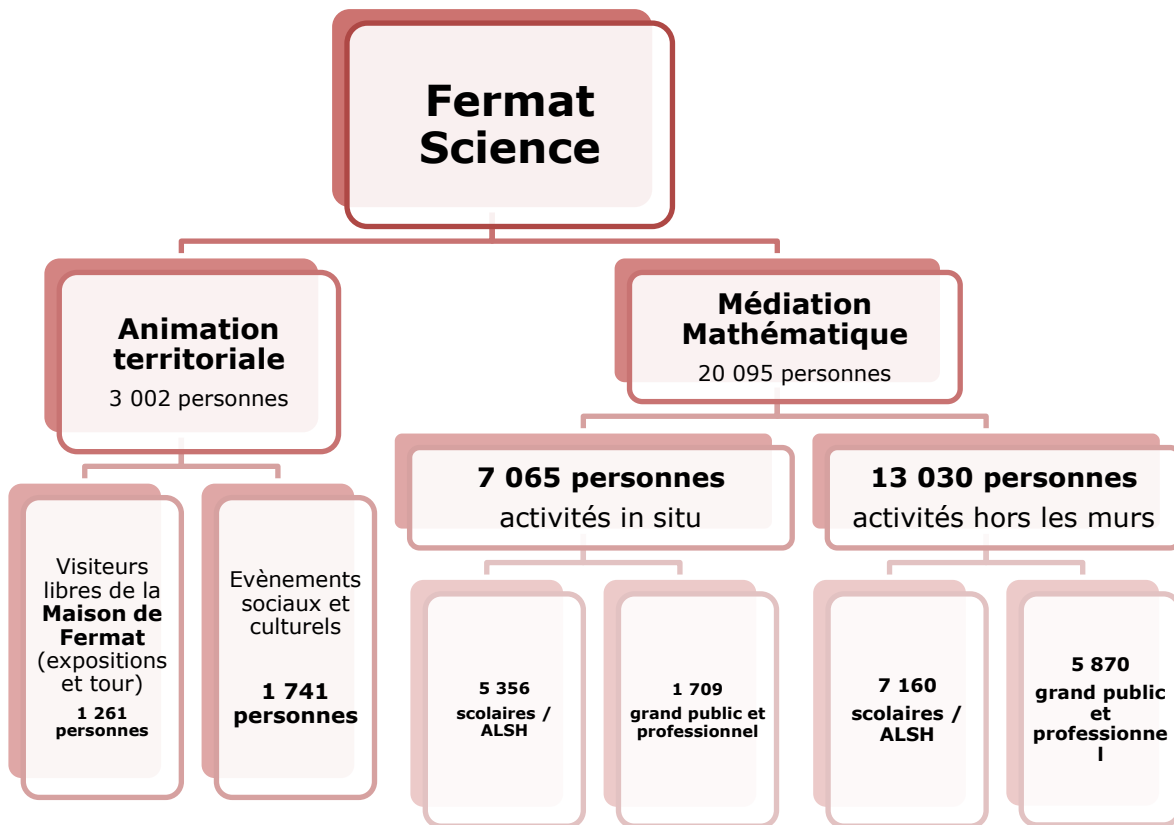 Fermat
Science
Animation
territoriale
3 002 personnes
Médiation
Mathématique
20 095 personnes
Visiteurs
libres de la
Maison de
Fermat
(expositions
et tour)
1 261
personnes
Evènements
sociaux et
culturels
1 741
personnes
7 065 personnes
activités in situ
13 030 personnes
activités hors les murs
5 356
scolaires /
ALSH
1 709
grand public et
professionnel
7 160
scolaires /
ALSH
5 870
grand public
et
professionne
l